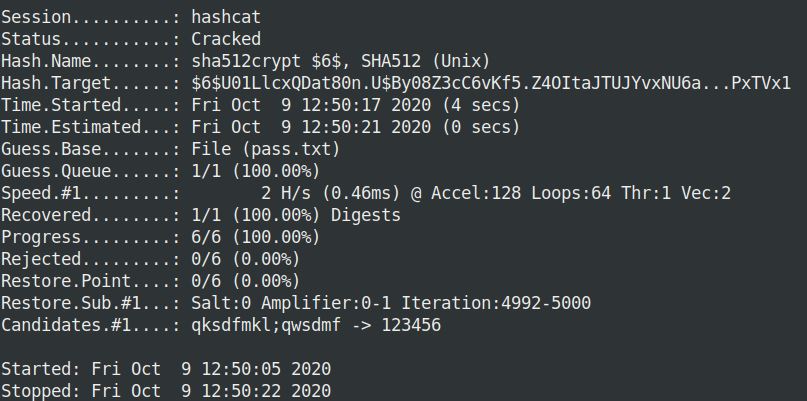 Session..........: hashcat
Status...........: Cracked
Hash.Name........: sha512crypt $6$, SHA512 (Unix)
Hash.Target......: $6$U01LlcxQDat80n.U$By08Z3cC6vKf5.Z4OItaJTUJYvxNU6a...PxTVx1
Time.Started.....: Fri Oct  9 12:50:17 2020 (4 secs)
Time.Estimated...: Fri Oct  9 12:50:21 2020 (0 secs)
Guess.Base.......: File (pass.txt)
Guess.Queue......: 1/1 (100.00%)
Speed.#1.........:        2 H/s (0.46ms) @ Accel:128 Loops:64 Thr:1 Vec:2
Recovered........: 1/1 (100.00%) Digests
Progress.........: 6/6 (100.00%)
Rejected.........: 0/6 (0.00%)
Restore.Point....: 0/6 (0.00%)
Restore.Sub.#1...: Salt:0 Amplifier:0-1 Iteration:4992-5000
Candidates.#1....: qksdfmkl;qwsdmf -> 123456

Started: Fri Oct  9 12:50:05 2020
Stopped: Fri Oct  9 12:50:22 2020